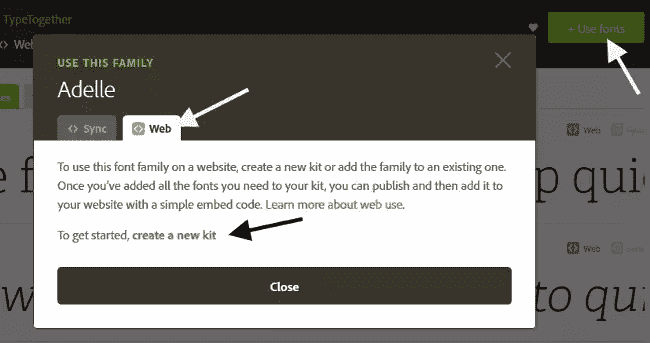 TypeTogether
+ Use fonts
USE THIS FAMILY
Adelle
Sync
Web
Web
To use this font family on a website, create a new kit or add the family to an existing one.
Once you've added all the fonts you need to your kit, you can publish and then add it to
your website with a simple embed code. Learn more about web use.
To get started, create a new kit
Close
Web
quic
Web
to qui